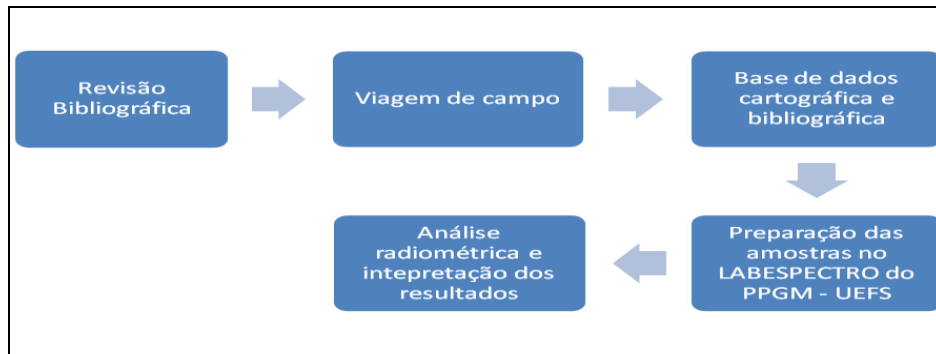 Revisão
Bibliográfica
Viagem de campo
Base de dados
cartográfica e
bibliográfica
Preparação das
amostras no
LABESPECTRO do
PPGM - UEFS
Análise
radiométrica e
intepretação dos
resultados